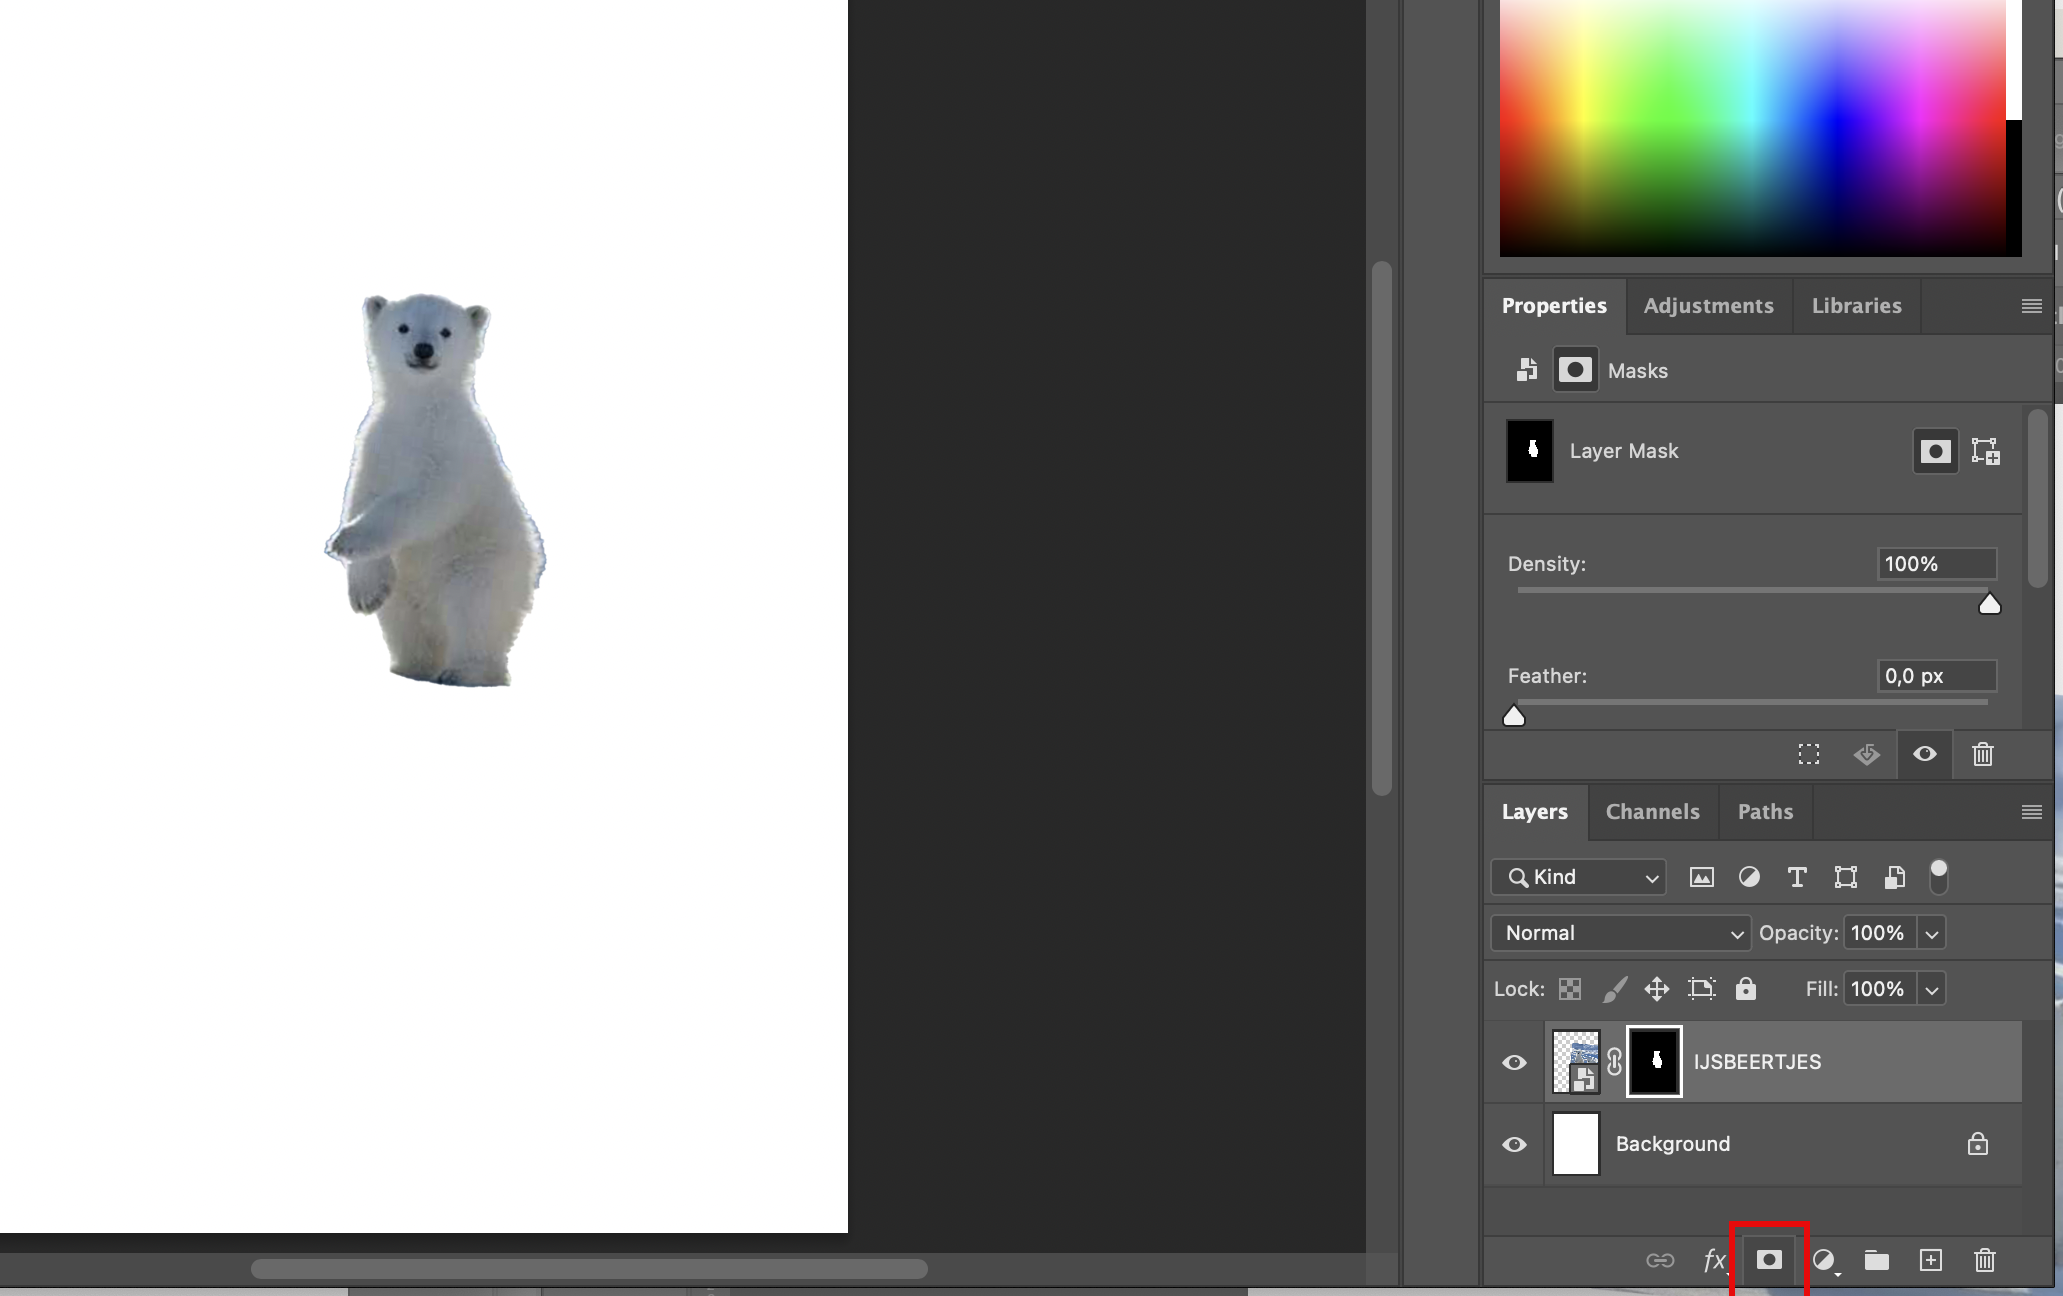 Properties Adjustments Libraries
Masks
Layer Mask
Density: 100%
Feather: 0,0 px
Layers Channels Paths
Kind
Normal Opacity: 100%
Lock: Fill: 100%
IJSBEERTJES
Background
fx